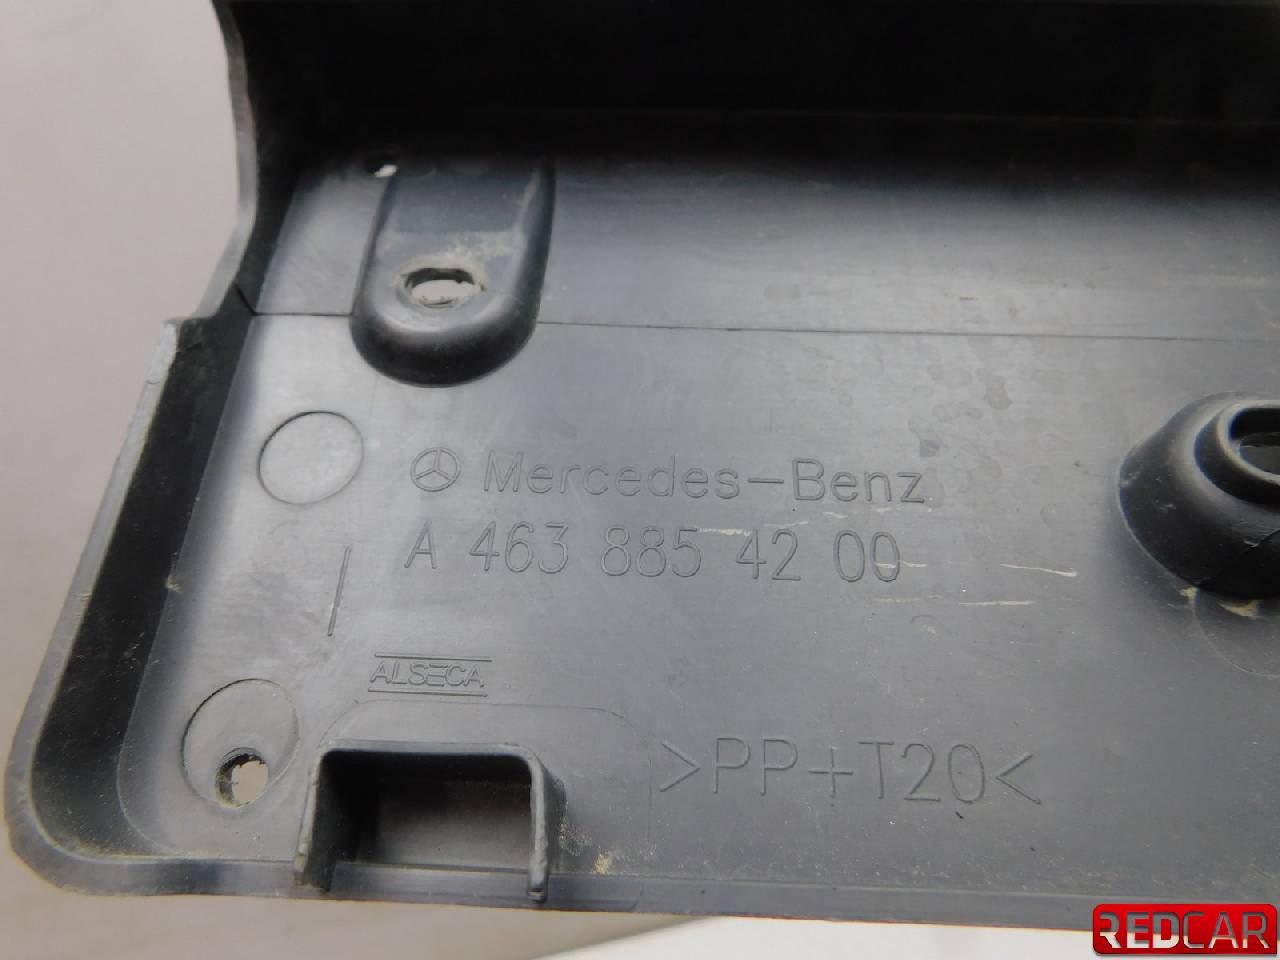 Mercedes-Benz
A 463 885 42 00
ALSECA
>PP+T20<
REDCAR